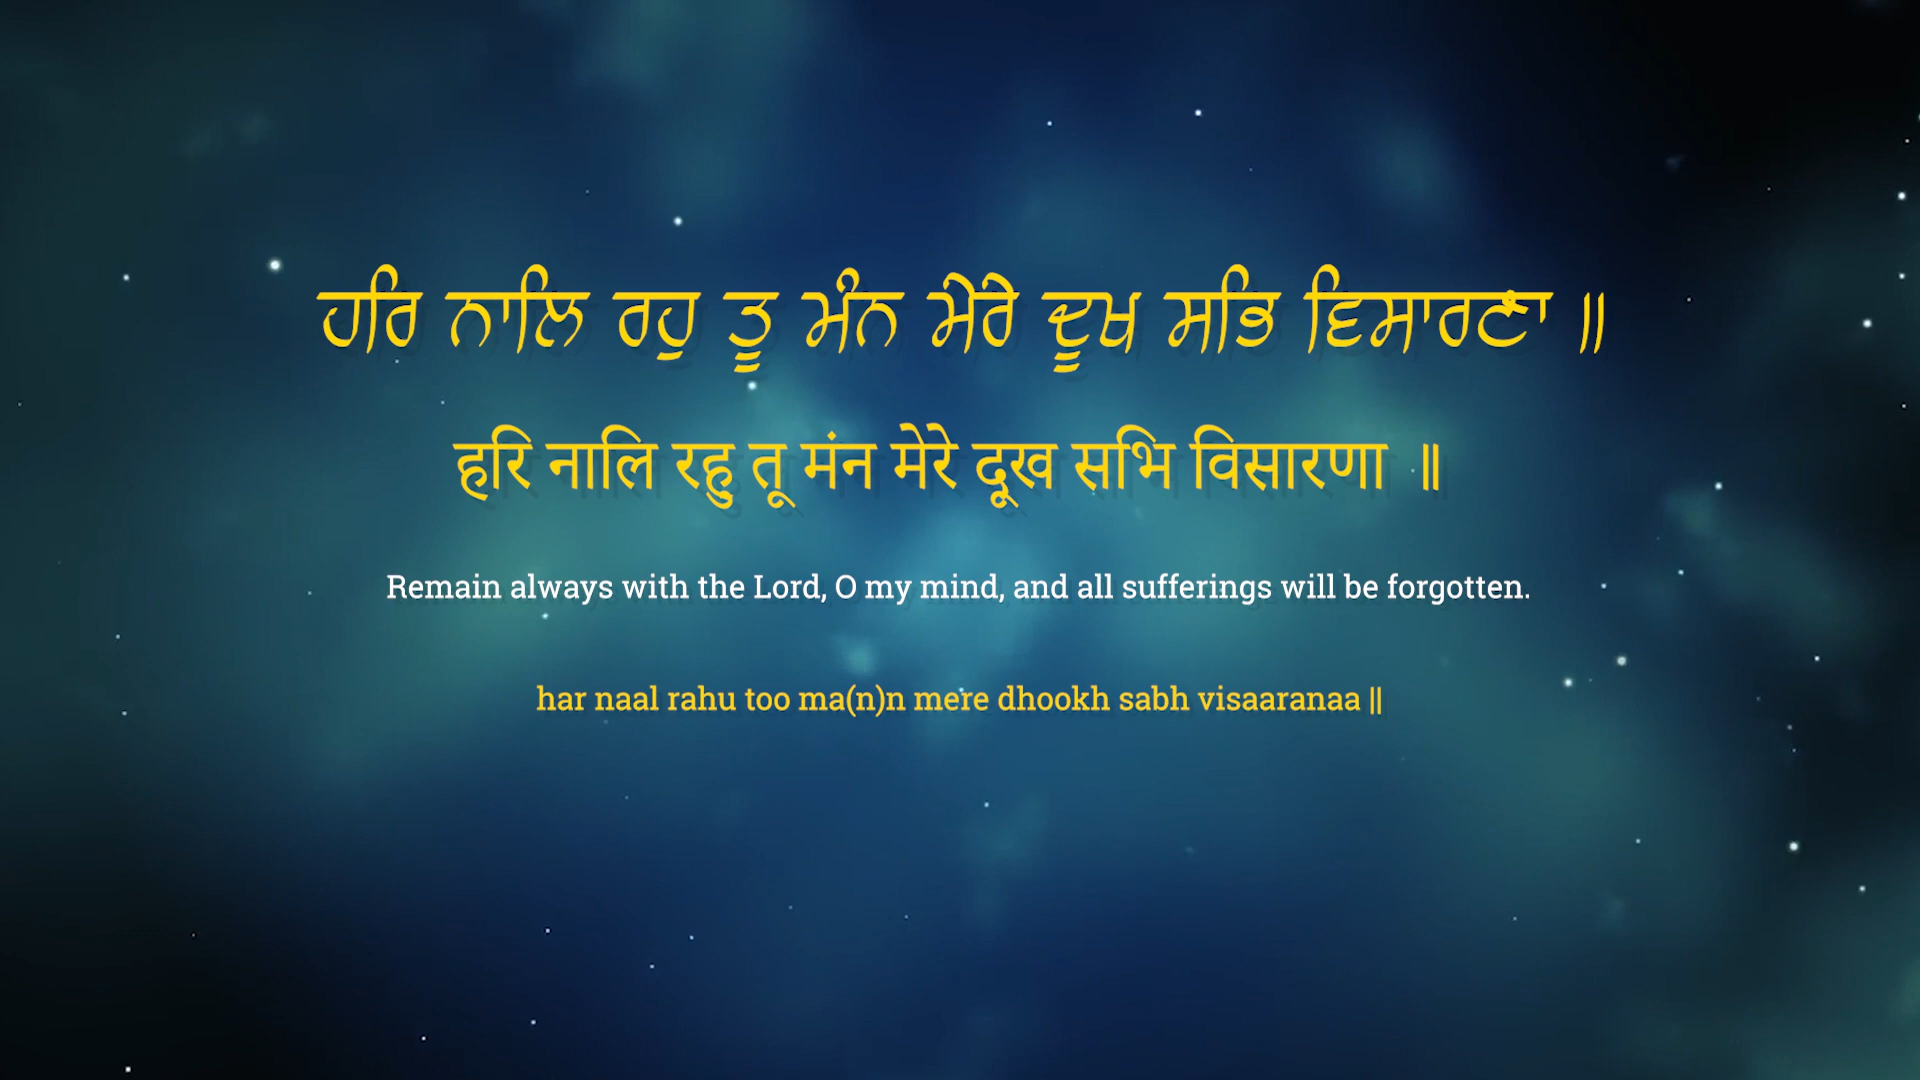 ਹਰਿ ਨਾਲਿ ਰਹੁ ਤੂ ਮੰਨ ਮੇਰੇ ਦੂਖ ਸਭਿ ਵਿਸਾਰਣਾ ॥
हरि नालि रहु तू मंन मेरे दूख सभि विसारणा ॥
Remain always with the Lord, O my mind, and all sufferings will be forgotten.
har naal rahu too ma(n)n mere dhookh sabh visaaranaa ||